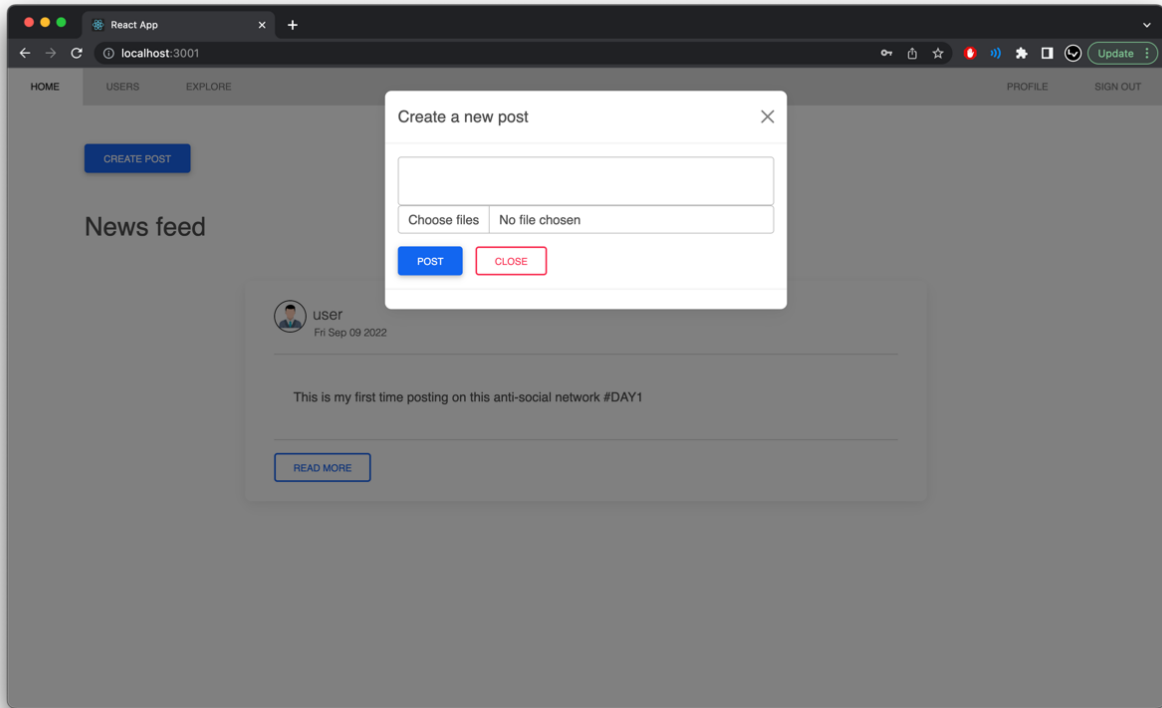 React App
localhost:3001
Update
HOME USERS EXPLORE PROFILE SIGN OUT
Create a new post
CREATE POST
Choose files No file chosen
News feed
POST CLOSE
user
Fri Sep 09 2022
This is my first time posting on this anti-social network #DAY1
READ MORE